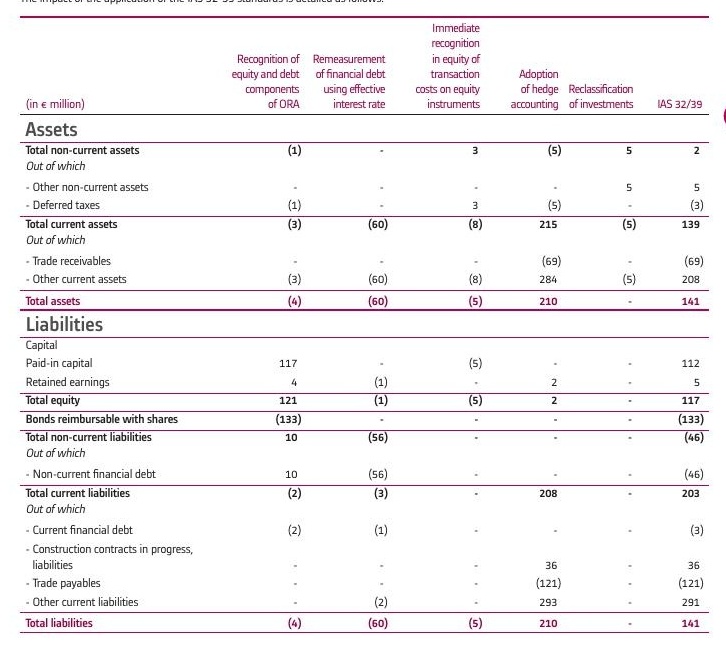 The impact of the application of the IAS 32-39 standards is detailed as follows:
(in € million) Recognition of equity and debt components of ORA Remeasurement of financial debt using effective interest rate Immediate recognition in equity of transaction costs on equity instruments Adoption of hedge accounting Reclassification of investments IAS 32/39
Assets
Total non-current assets (1) - 3 (5) 5 2
Out of which
- Other non-current assets - - - - 5 5
- Deferred taxes (1) - 3 (5) - (3)
Total current assets (3) (60) (8) 215 (5) 139
Out of which
- Trade receivables - - - (69) - (69)
- Other current assets (3) (60) (8) 284 (5) 208
Total assets (4) (60) (5) 210 - 141
Liabilities
Capital
Paid-in capital 117 - (5) - - 112
Retained earnings 4 (1) - 2 - 5
Total equity 121 (1) (5) 2 - 117
Bonds reimbursable with shares (133) - - - - (133)
Total non-current liabilities 10 (56) - - - (46)
Out of which
- Non-current financial debt 10 (56) - - - (46)
Total current liabilities (2) (3) - 208 - 203
Out of which
- Current financial debt (2) (1) - - - (3)
- Construction contracts in progress,
liabilities - - - 36 - 36
- Trade payables - - - (121) - (121)
- Other current liabilities - (2) - 293 - 291
Total liabilities (4) (60) (5) 210 - 141